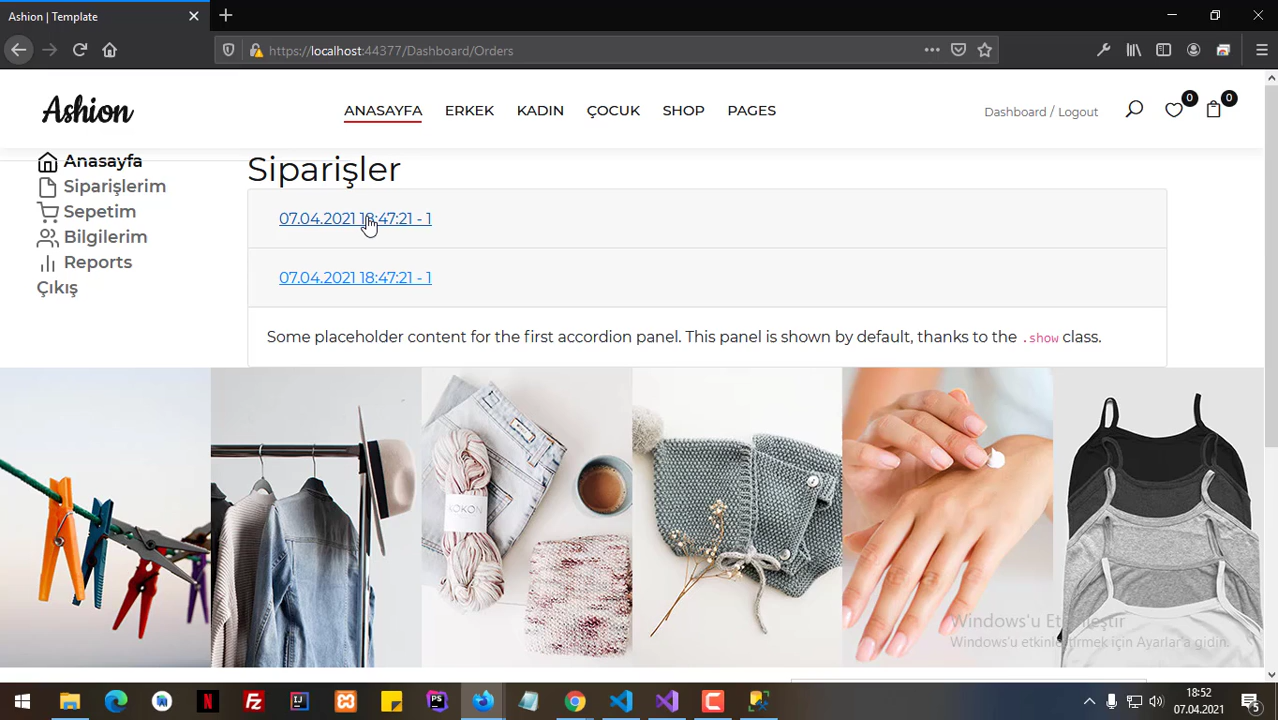 Ashion | Template
https://localhost:44377/Dashboard/Orders
Ashion
ANASAYFA ERKEK KADIN ÇOCUK SHOP PAGES
Dashboard / Logout
0 0
Anasayfa
Siparişlerim
Sepetim
Bilgilerim
Reports
Çıkış
Siparişler
07.04.2021 18:47:21 - 1
07.04.2021 18:47:21 - 1
Some placeholder content for the first accordion panel. This panel is shown by default, thanks to the .show class.
Windows'u Etkinleştir
Windows'u etkinleştirmek için Ayarlar'a gidin.
18:52
07.04.2021
5